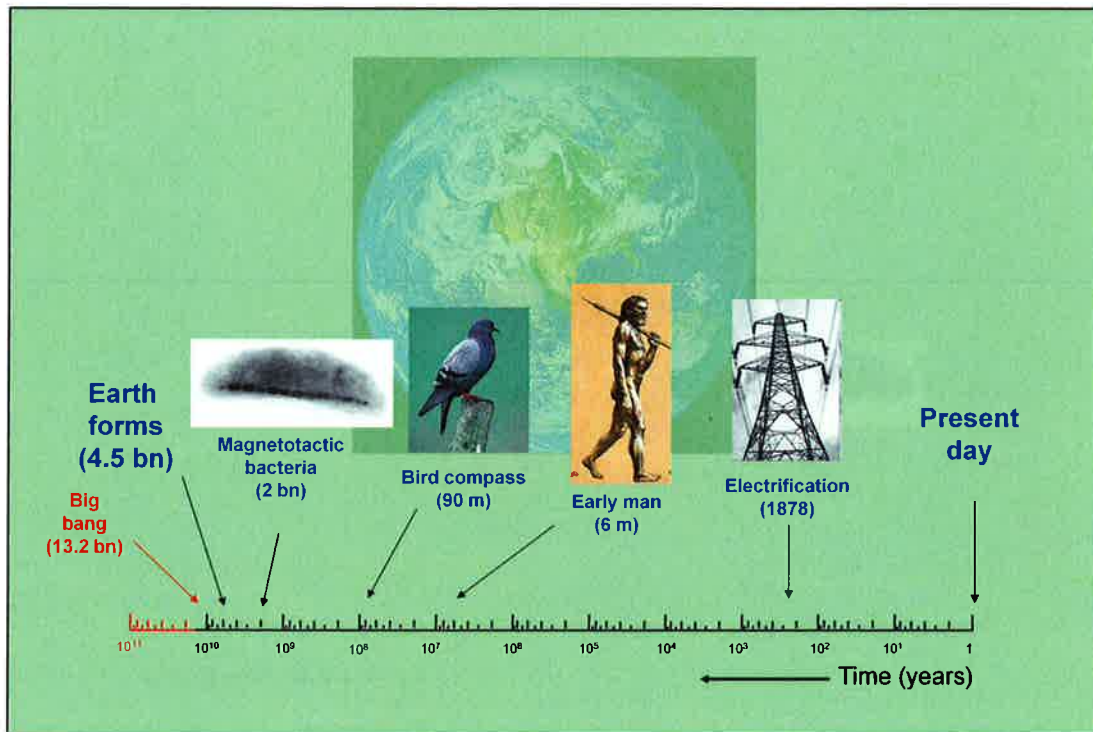 Earth
forms
(4.5 bn)
Big
bang
(13.2 bn)
Magnetotactic
bacteria
(2 bn)
Bird compass
(90 m)
Early man
(6 m)
Electrification
(1878)
Present
day
10¹¹ 10¹⁰ 10⁹ 10⁸ 10⁷ 10⁶ 10⁵ 10⁴ 10³ 10² 10¹ 1
Time (years)